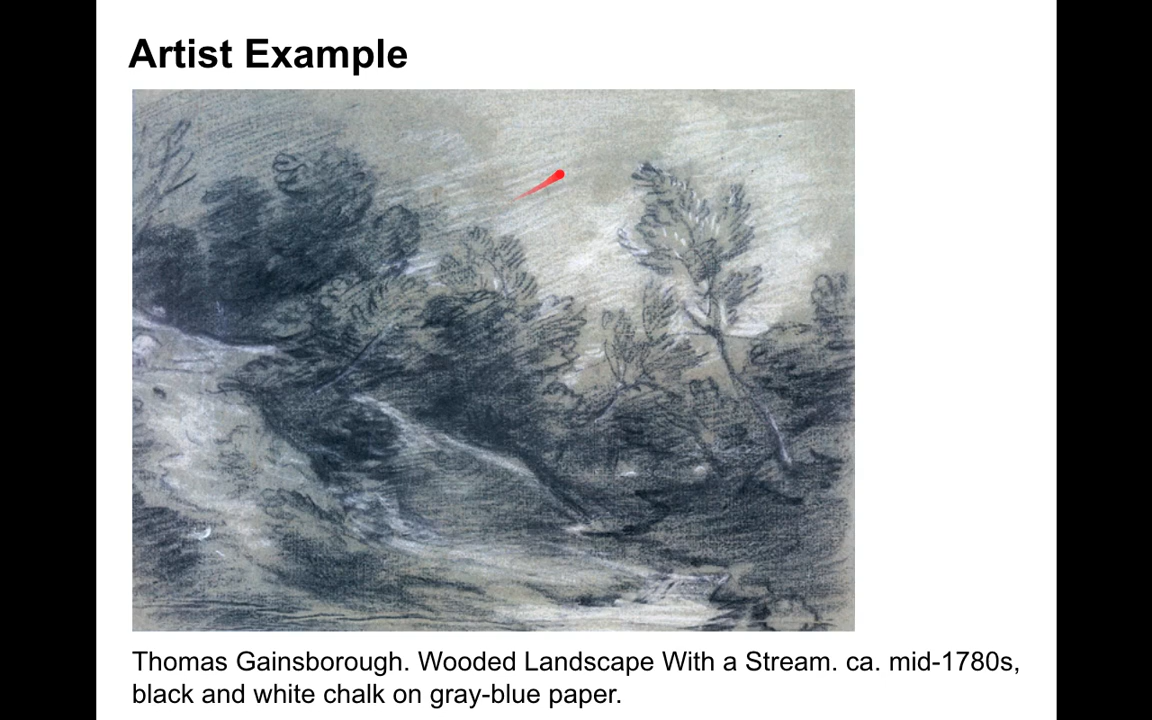 Artist Example
Thomas Gainsborough. Wooded Landscape With a Stream. ca. mid-1780s,
black and white chalk on gray-blue paper.